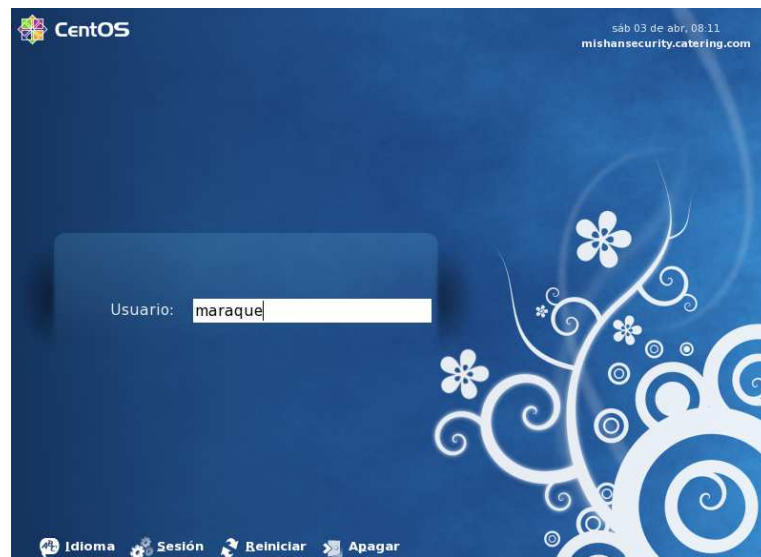 CentOS
sáb 03 de abr, 08:11
mishansecurity.catering.com
Usuario: maraque
Idioma Sesión Reiniciar Apagar